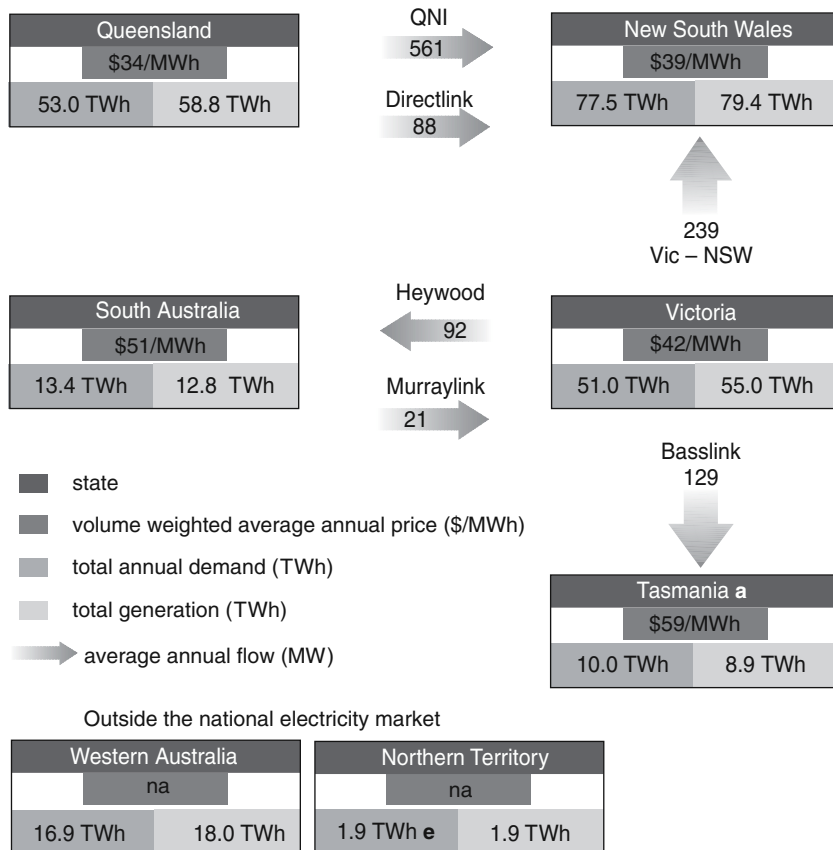 Queensland
$34/MWh
53.0 TWh 58.8 TWh
QNI
561
Directlink
88
New South Wales
$39/MWh
77.5 TWh 79.4 TWh
239
Vic – NSW
South Australia
$51/MWh
13.4 TWh 12.8 TWh
Heywood
92
Murraylink
21
Victoria
$42/MWh
51.0 TWh 55.0 TWh
Basslink
129
Tasmania a
$59/MWh
10.0 TWh 8.9 TWh
state
volume weighted average annual price ($/MWh)
total annual demand (TWh)
total generation (TWh)
average annual flow (MW)
Outside the national electricity market
Western Australia
na
16.9 TWh 18.0 TWh
Northern Territory
na
1.9 TWh e 1.9 TWh